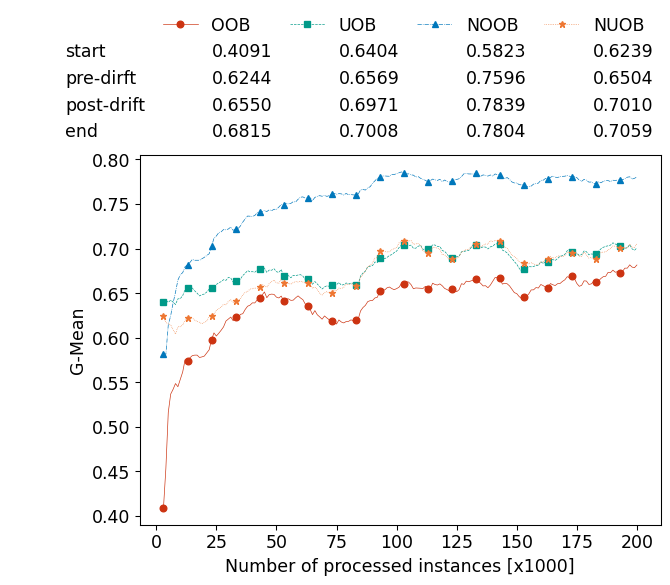 OOB UOB NOOB NUOB
start 0.4091 0.6404 0.5823 0.6239
pre-dirft 0.6244 0.6569 0.7596 0.6504
post-drift 0.6550 0.6971 0.7839 0.7010
end 0.6815 0.7008 0.7804 0.7059
0.80
0.75
0.70
0.65
0.60
0.55
0.50
0.45
0.40
G-Mean
0 25 50 75 100 125 150 175 200
Number of processed instances [x1000]